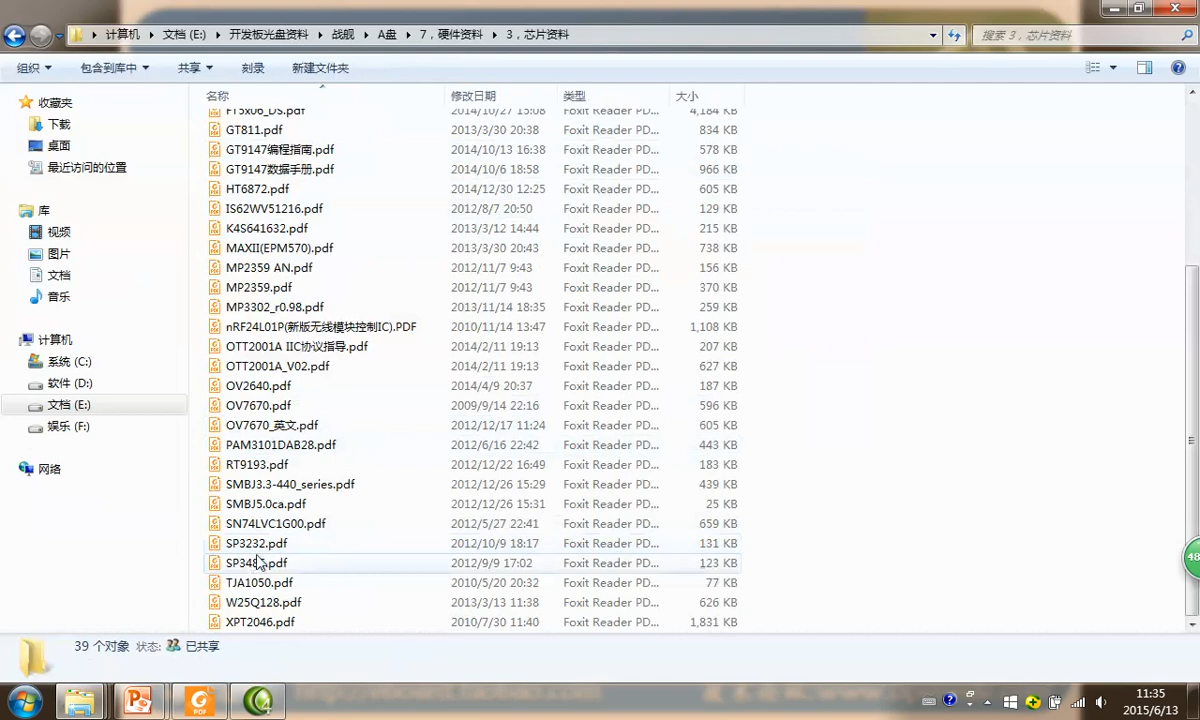 计算机 文档 (E:) 开发板光盘资料 战舰 A盘 7，硬件资料 3，芯片资料 搜索 3，芯片资料
组织 包含到库中 共享 刻录 新建文件夹
收藏夹
下载
桌面
最近访问的位置
库
视频
图片
文档
音乐
计算机
系统 (C:)
软件 (D:)
文档 (E:)
娱乐 (F:)
网络
名称 修改日期 类型 大小
FT5x06_DS.pdf 2014/10/27 15:08 Foxit Reader PD... 4,184 KB
GT811.pdf 2013/3/30 20:38 Foxit Reader PD... 834 KB
GT9147编程指南.pdf 2014/10/13 16:38 Foxit Reader PD... 578 KB
GT9147数据手册.pdf 2014/10/6 18:58 Foxit Reader PD... 966 KB
HT6872.pdf 2014/12/30 12:25 Foxit Reader PD... 605 KB
IS62WV51216.pdf 2012/8/7 20:50 Foxit Reader PD... 129 KB
K4S641632.pdf 2013/3/12 14:44 Foxit Reader PD... 215 KB
MAXII(EPM570).pdf 2013/3/30 20:43 Foxit Reader PD... 738 KB
MP2359 AN.pdf 2012/11/7 9:43 Foxit Reader PD... 156 KB
MP2359.pdf 2012/11/7 9:43 Foxit Reader PD... 370 KB
MP3302_r0.98.pdf 2013/11/14 18:35 Foxit Reader PD... 259 KB
nRF24L01P(新版无线模块控制IC).PDF 2010/11/14 13:47 Foxit Reader PD... 1,108 KB
OTT2001A IIC协议指导.pdf 2014/2/11 19:13 Foxit Reader PD... 207 KB
OTT2001A_V02.pdf 2014/2/11 19:13 Foxit Reader PD... 627 KB
OV2640.pdf 2014/4/9 20:37 Foxit Reader PD... 187 KB
OV7670.pdf 2009/9/14 22:16 Foxit Reader PD... 596 KB
OV7670_英文.pdf 2012/12/17 11:24 Foxit Reader PD... 605 KB
PAM3101DAB28.pdf 2012/6/16 22:42 Foxit Reader PD... 443 KB
RT9193.pdf 2012/12/22 16:49 Foxit Reader PD... 183 KB
SMBJ3.3-440_series.pdf 2012/12/26 15:29 Foxit Reader PD... 439 KB
SMBJ5.0ca.pdf 2012/12/26 15:31 Foxit Reader PD... 25 KB
SN74LVC1G00.pdf 2012/5/27 22:41 Foxit Reader PD... 659 KB
SP3232.pdf 2012/10/9 18:17 Foxit Reader PD... 131 KB
2012/9/9 17:02 Foxit Reader PD... 123 KB
TJA1050.pdf 2010/5/20 20:32 Foxit Reader PD... 77 KB
W25Q128.pdf 2013/3/13 11:38 Foxit Reader PD... 626 KB
XPT2046.pdf 2010/7/30 11:40 Foxit Reader PD... 1,831 KB
48
39 个对象 状态: 已共享
11:35
2015/6/13